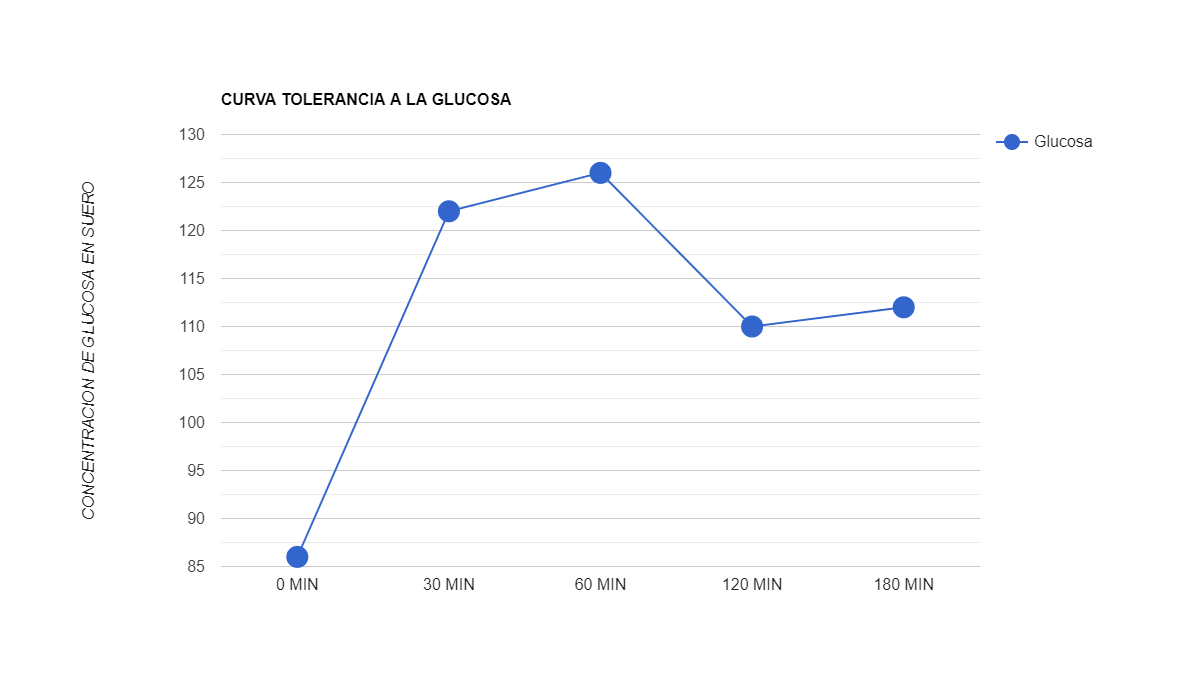 CURVA TOLERANCIA A LA GLUCOSA
CONCENTRACION DE GLUCOSA EN SUERO
130
125
120
115
110
105
100
95
90
85
0 MIN
30 MIN
60 MIN
120 MIN
180 MIN
Glucosa